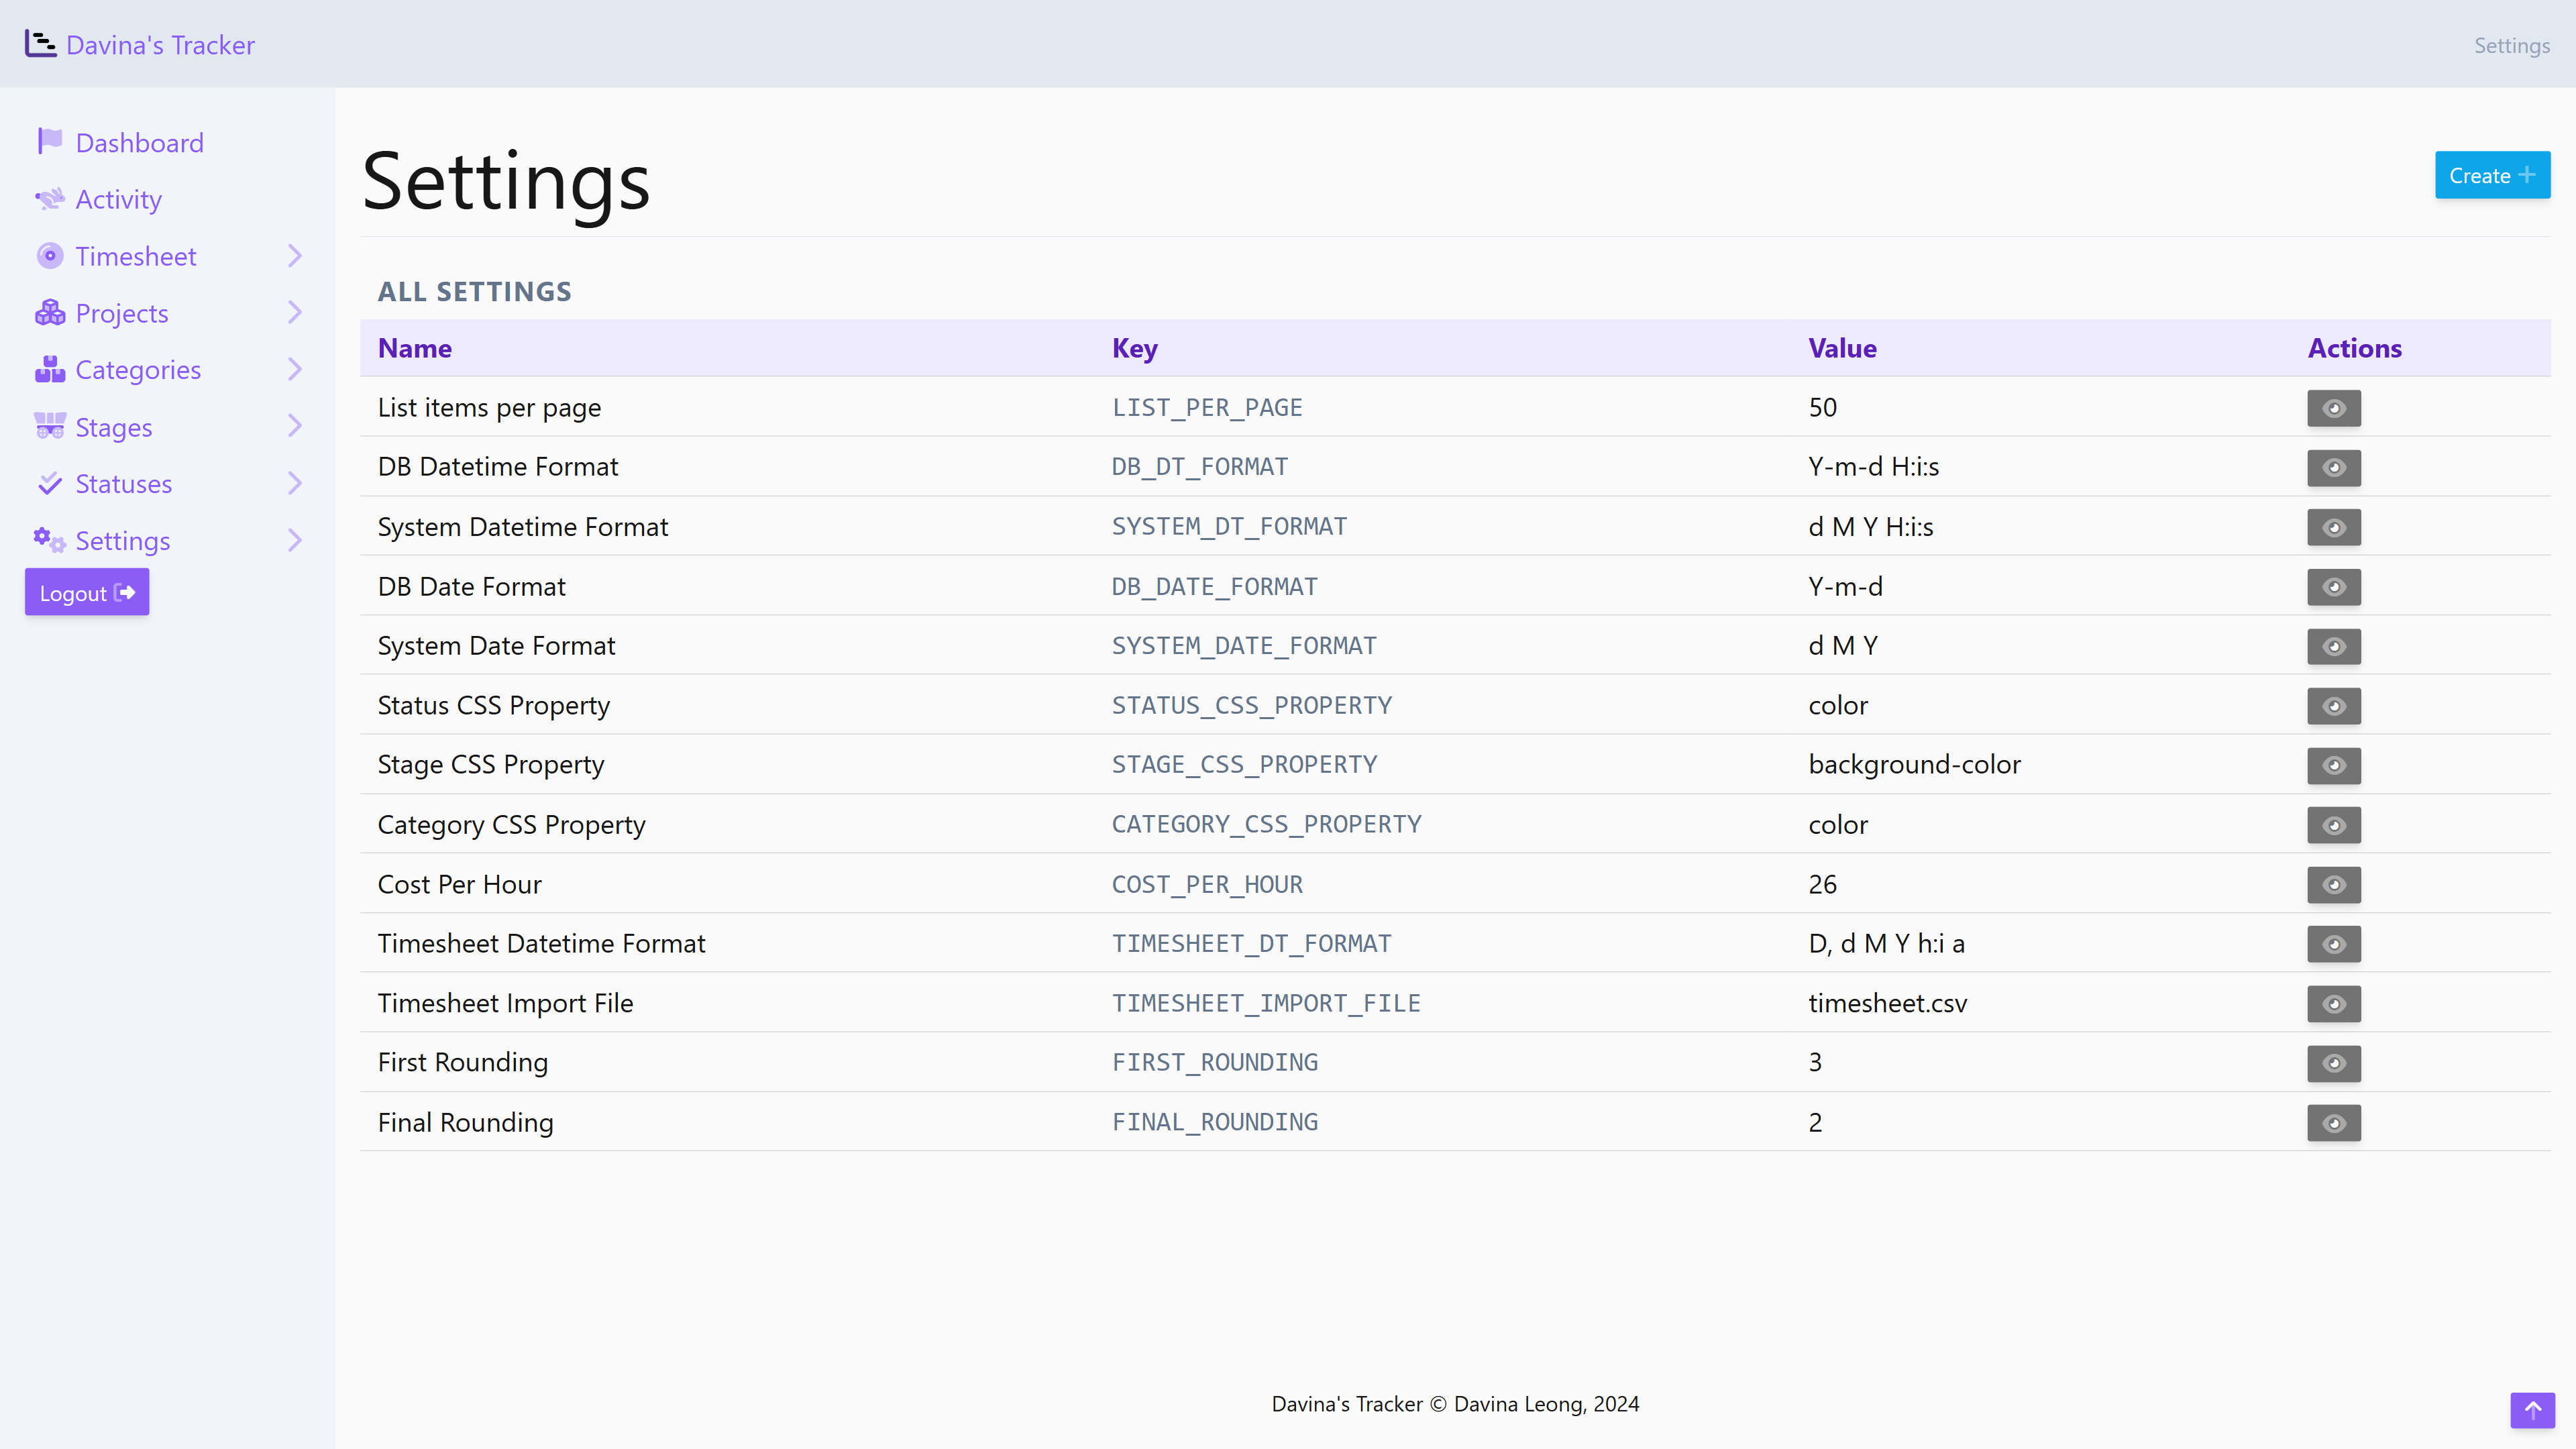 Davina's Tracker
Settings
Dashboard
Activity
Timesheet
Projects
Categories
Stages
Statuses
Settings
Logout
Settings
Create
ALL SETTINGS
Name Key Value Actions
List items per page LIST_PER_PAGE 50
DB Datetime Format DB_DT_FORMAT Y-m-d H:i:s
System Datetime Format SYSTEM_DT_FORMAT d M Y H:i:s
DB Date Format DB_DATE_FORMAT Y-m-d
System Date Format SYSTEM_DATE_FORMAT d M Y
Status CSS Property STATUS_CSS_PROPERTY color
Stage CSS Property STAGE_CSS_PROPERTY background-color
Category CSS Property CATEGORY_CSS_PROPERTY color
Cost Per Hour COST_PER_HOUR 26
Timesheet Datetime Format TIMESHEET_DT_FORMAT D, d M Y h:i a
Timesheet Import File TIMESHEET_IMPORT_FILE timesheet.csv
First Rounding FIRST_ROUNDING 3
Final Rounding FINAL_ROUNDING 2
Davina's Tracker © Davina Leong, 2024